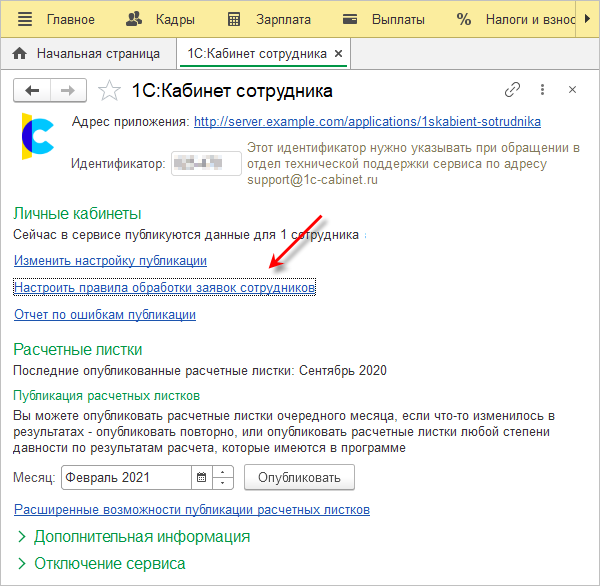 Главное Кадры Зарплата Выплаты % Налоги и взнос
Начальная страница 1С:Кабинет сотрудника
1С:Кабинет сотрудника
Адрес приложения: http://server.example.com/applications/1skabient-sotrudnika
Идентификатор:
Этот идентификатор нужно указывать при обращении в
отдел технической поддержки сервиса по адресу
support@1c-cabinet.ru
Личные кабинеты
Сейчас в сервисе публикуются данные для 1 сотрудника
Изменить настройку публикации
Настроить правила обработки заявок сотрудников
Отчет по ошибкам публикации
Расчетные листки
Последние опубликованные расчетные листки: Сентябрь 2020
Публикация расчетных листков
Вы можете опубликовать расчетные листки очередного месяца, если что-то изменилось в
результатах - опубликовать повторно, или опубликовать расчетные листки любой степени
давности по результатам расчета, которые имеются в программе
Месяц: Февраль 2021 Опубликовать
Расширенные возможности публикации расчетных листков
Дополнительная информация
Отключение сервиса